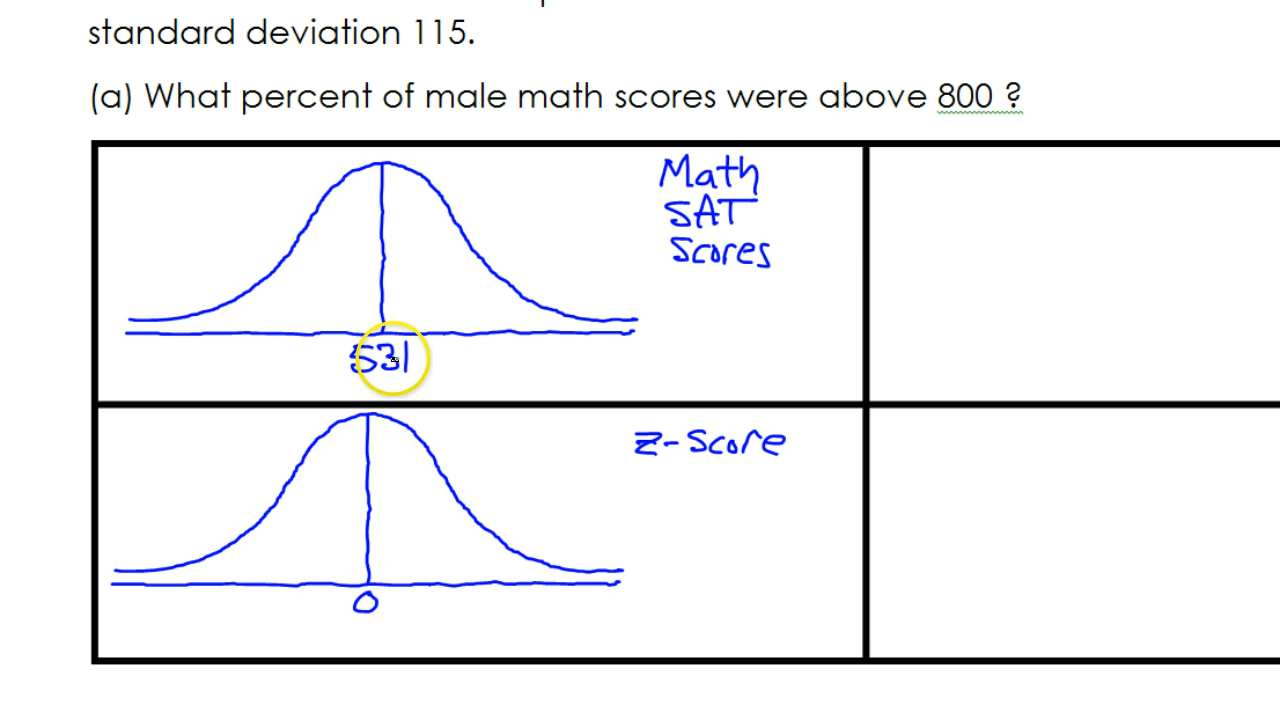 standard deviation 115.
(a) What percent of male math scores were above 800 ?
Math
SAT
Scores
531
Z-Score
0